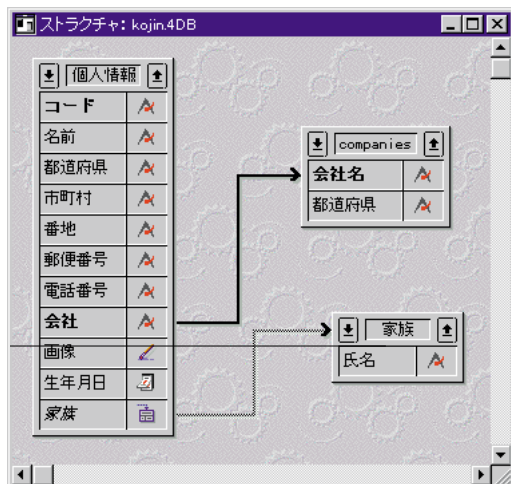 ストラクチャ: kojin.4DB
個人情報
コード
名前
都道府県
市町村
番地
郵便番号
電話番号
会社
画像
生年月日
家族
companies
会社名
都道府県
家族
氏名